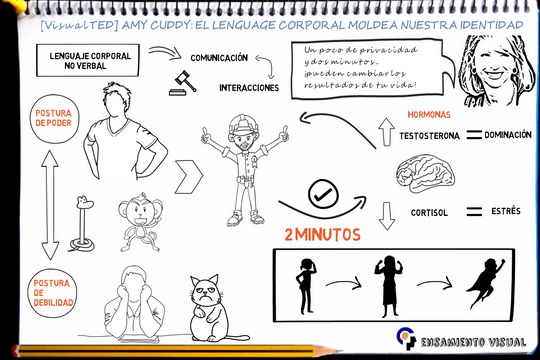 [VisualTED] AMY CUDDY: EL LENGUAGE CORPORAL MOLDEA NUESTRA IDENTIDAD
LENGUAJE CORPORAL
NO VERBAL
COMUNICACIÓN
INTERACCIONES
Un poco de privacidad
y dos minutos...
¡pueden cambiar los
resultados de tu vida!
POSTURA
DE PODER
HORMONAS
TESTOSTERONA = DOMINACIÓN
CORTISOL = ESTRÉS
2 MINUTOS
POSTURA
DE
DEBILIDAD
ENSAMIENTO VISUAL